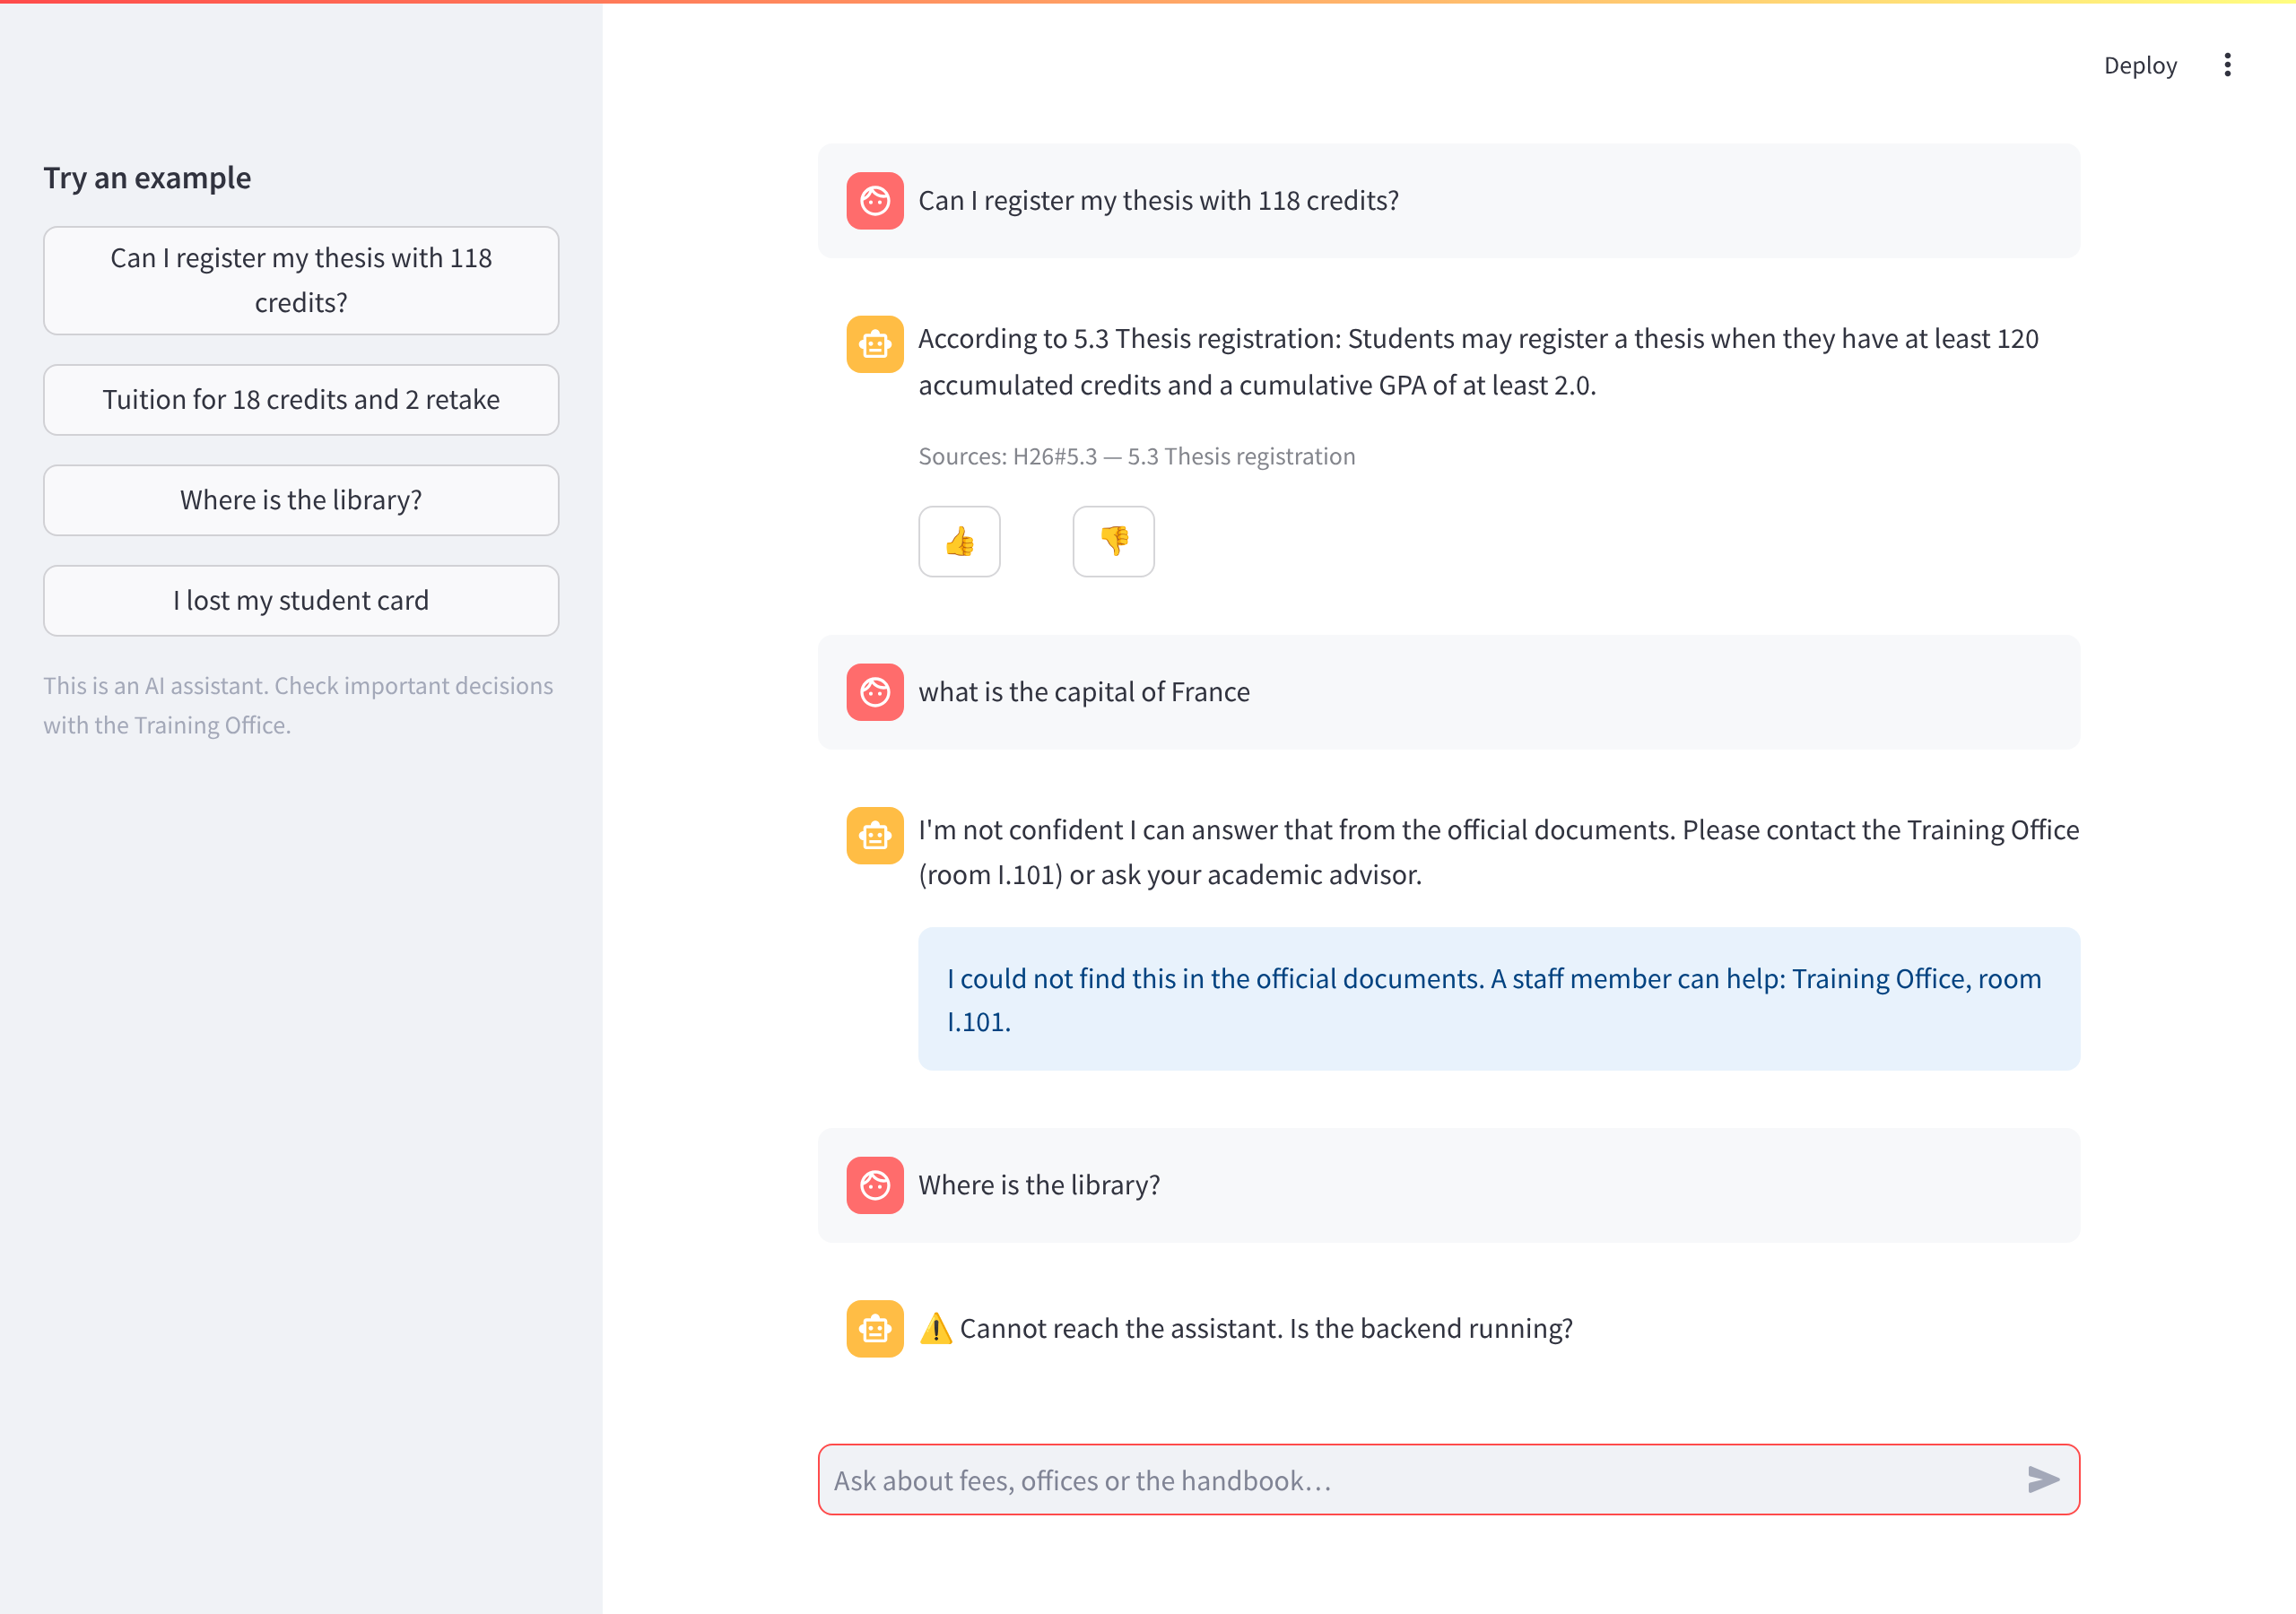 Deploy
Try an example
Can I register my thesis with 118
credits?
Tuition for 18 credits and 2 retake
Where is the library?
I lost my student card
This is an AI assistant. Check important decisions
with the Training Office.
Can I register my thesis with 118 credits?
According to 5.3 Thesis registration: Students may register a thesis when they have at least 120
accumulated credits and a cumulative GPA of at least 2.0.
Sources: H26#5.3 — 5.3 Thesis registration
what is the capital of France
I'm not confident I can answer that from the official documents. Please contact the Training Office
(room I.101) or ask your academic advisor.
I could not find this in the official documents. A staff member can help: Training Office, room
I.101.
Where is the library?
⚠️ Cannot reach the assistant. Is the backend running?
Ask about fees, offices or the handbook…